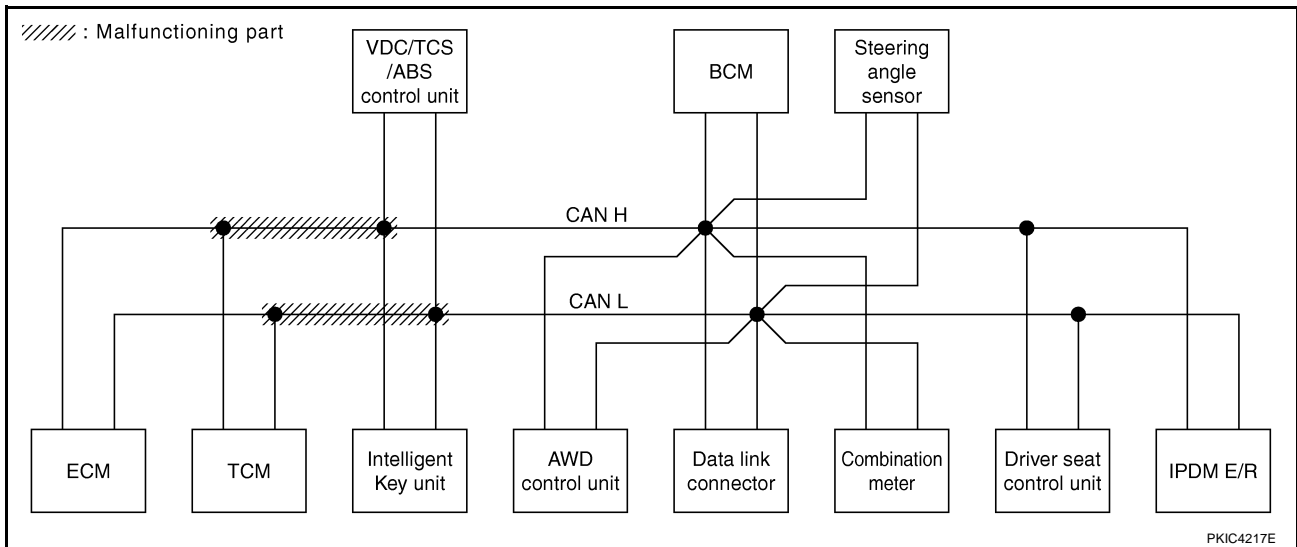 : Malfunctioning part
VDC/TCS
/ABS
control unit
BCM
Steering
angle
sensor
CAN H
CAN L
ECM
TCM
Intelligent
Key unit
AWD
control unit
Data link
connector
Combination
meter
Driver seat
control unit
IPDM E/R
PKIC4217E